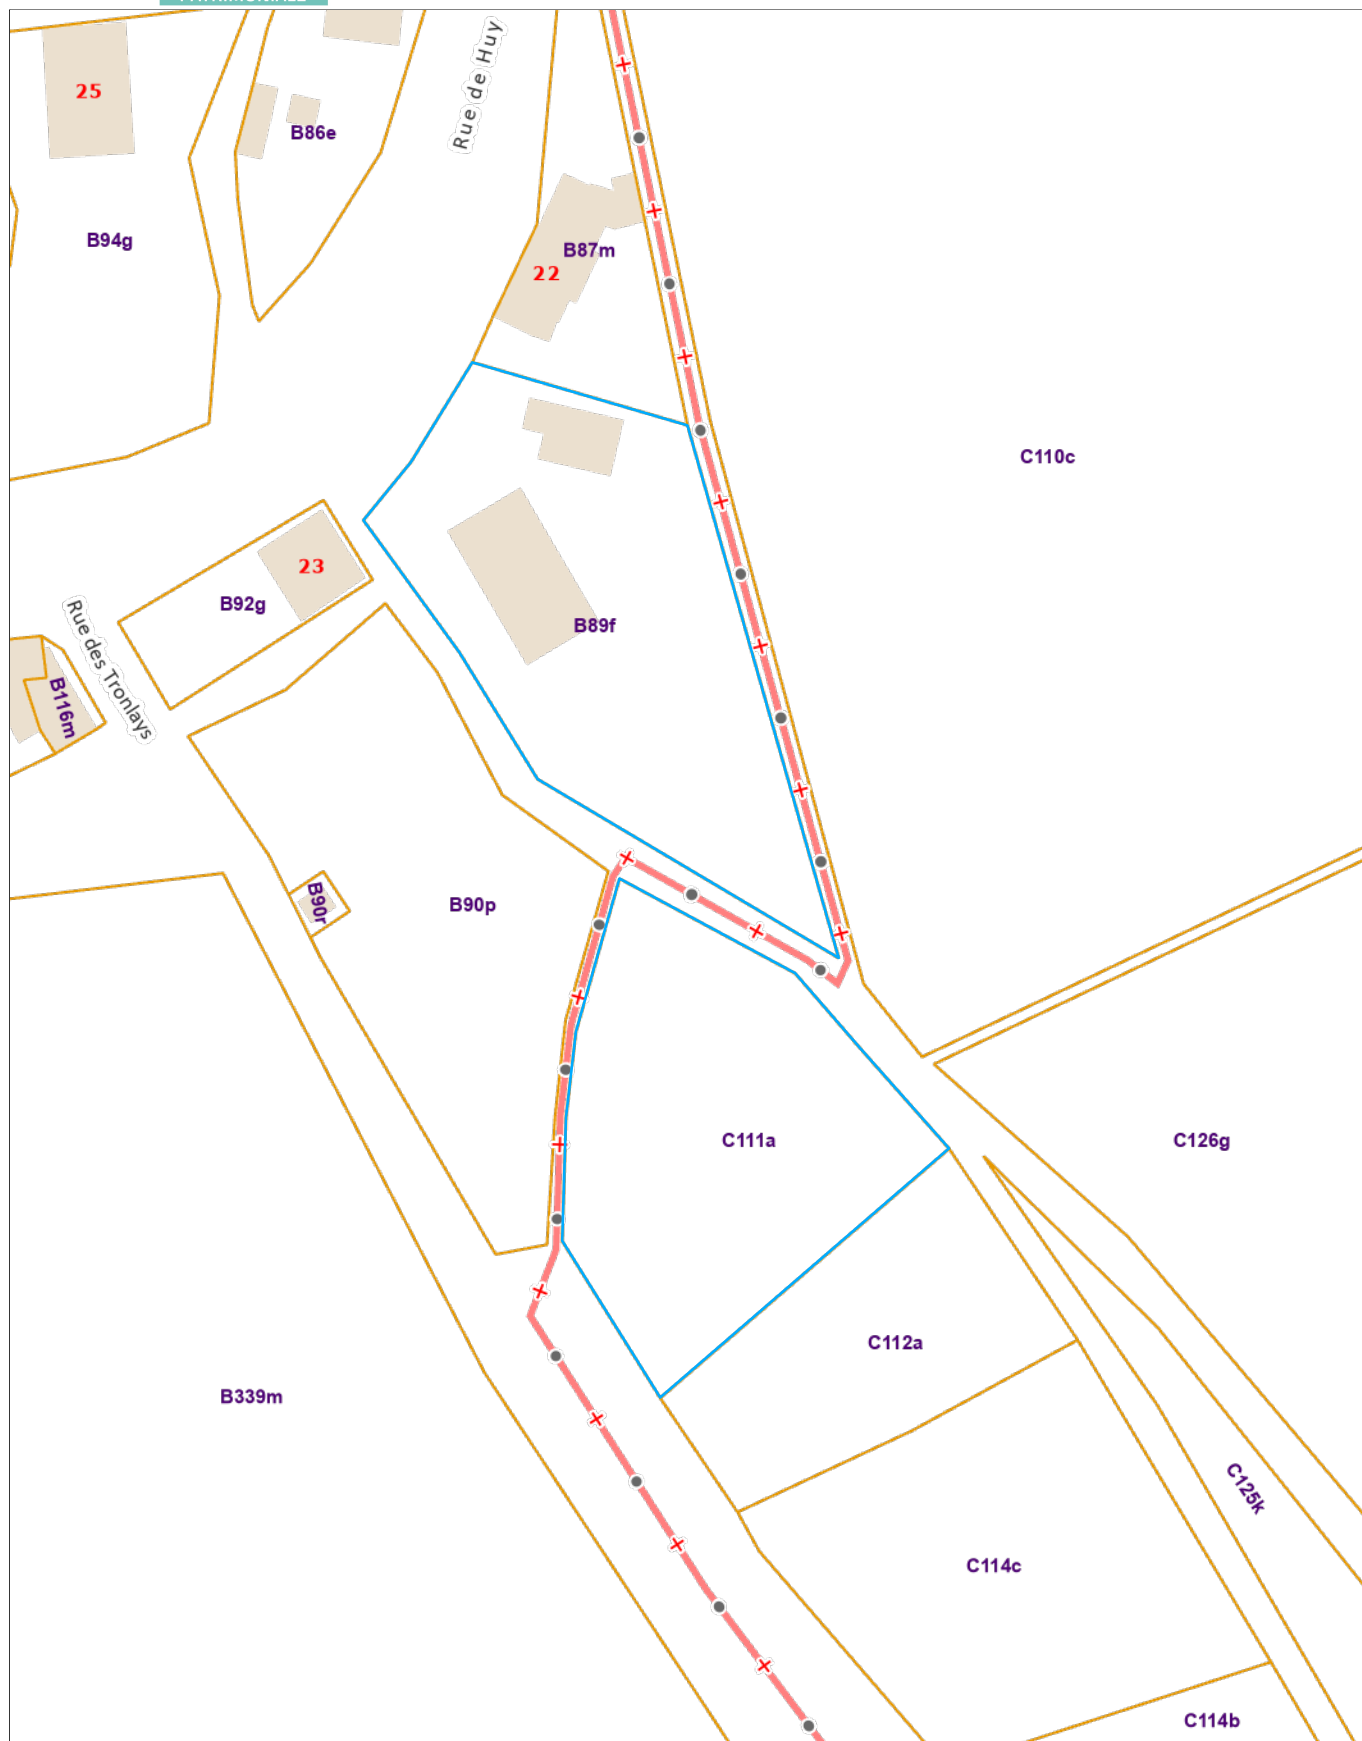 PATRIMONIALE
25
Rue de Huy
B86e
B94g
B87m
22
C110c
23
B92g
B89f
Rue des Tronlays
B116m
B90r
B90p
C111a
C126g
C112a
B339m
C125k
C114c
C114b